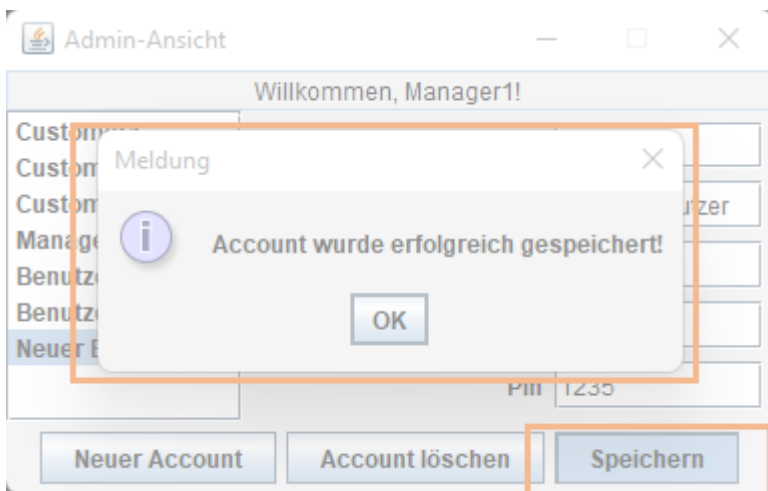 Admin-Ansicht
Willkommen, Manager1!
Meldung
Account wurde erfolgreich gespeichert!
OK
Pin 1235
Neuer Account Account löschen Speichern